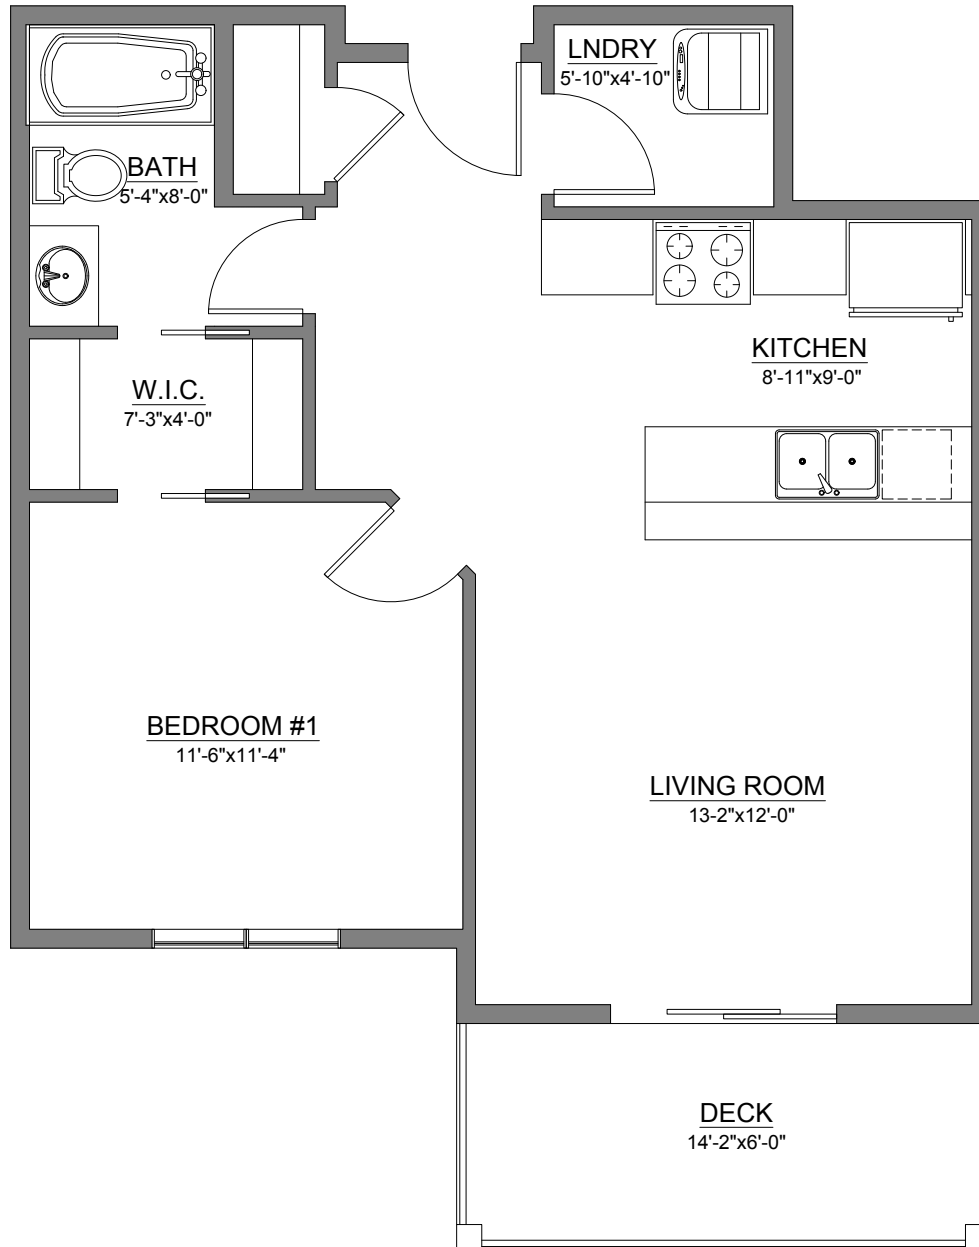 LNDRY
5'-10"x4'-10"
BATH
5'-4"x8'-0"
KITCHEN
8'-11"x9'-0"
W.I.C.
7'-3"x4'-0"
BEDROOM #1
11'-6"x11'-4"
LIVING ROOM
13-2"x12'-0"
DECK
14'-2"x6'-0"